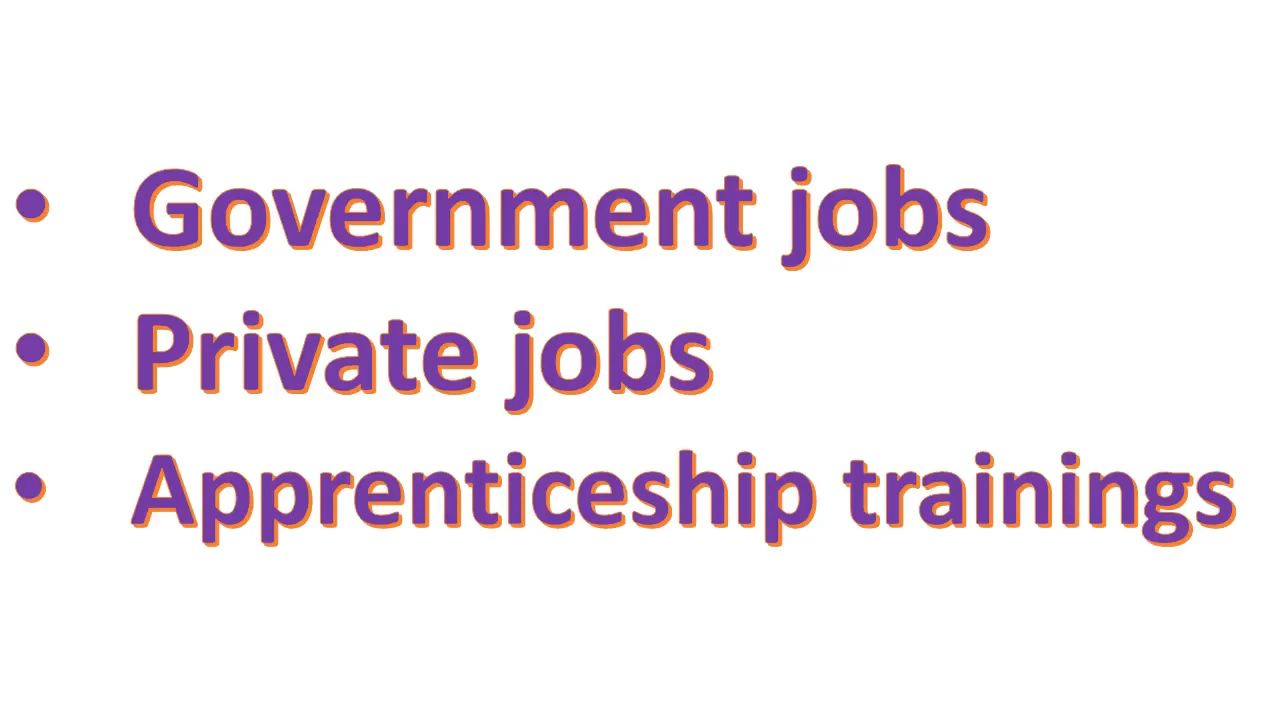 • Government jobs
• Private jobs
• Apprenticeship trainings